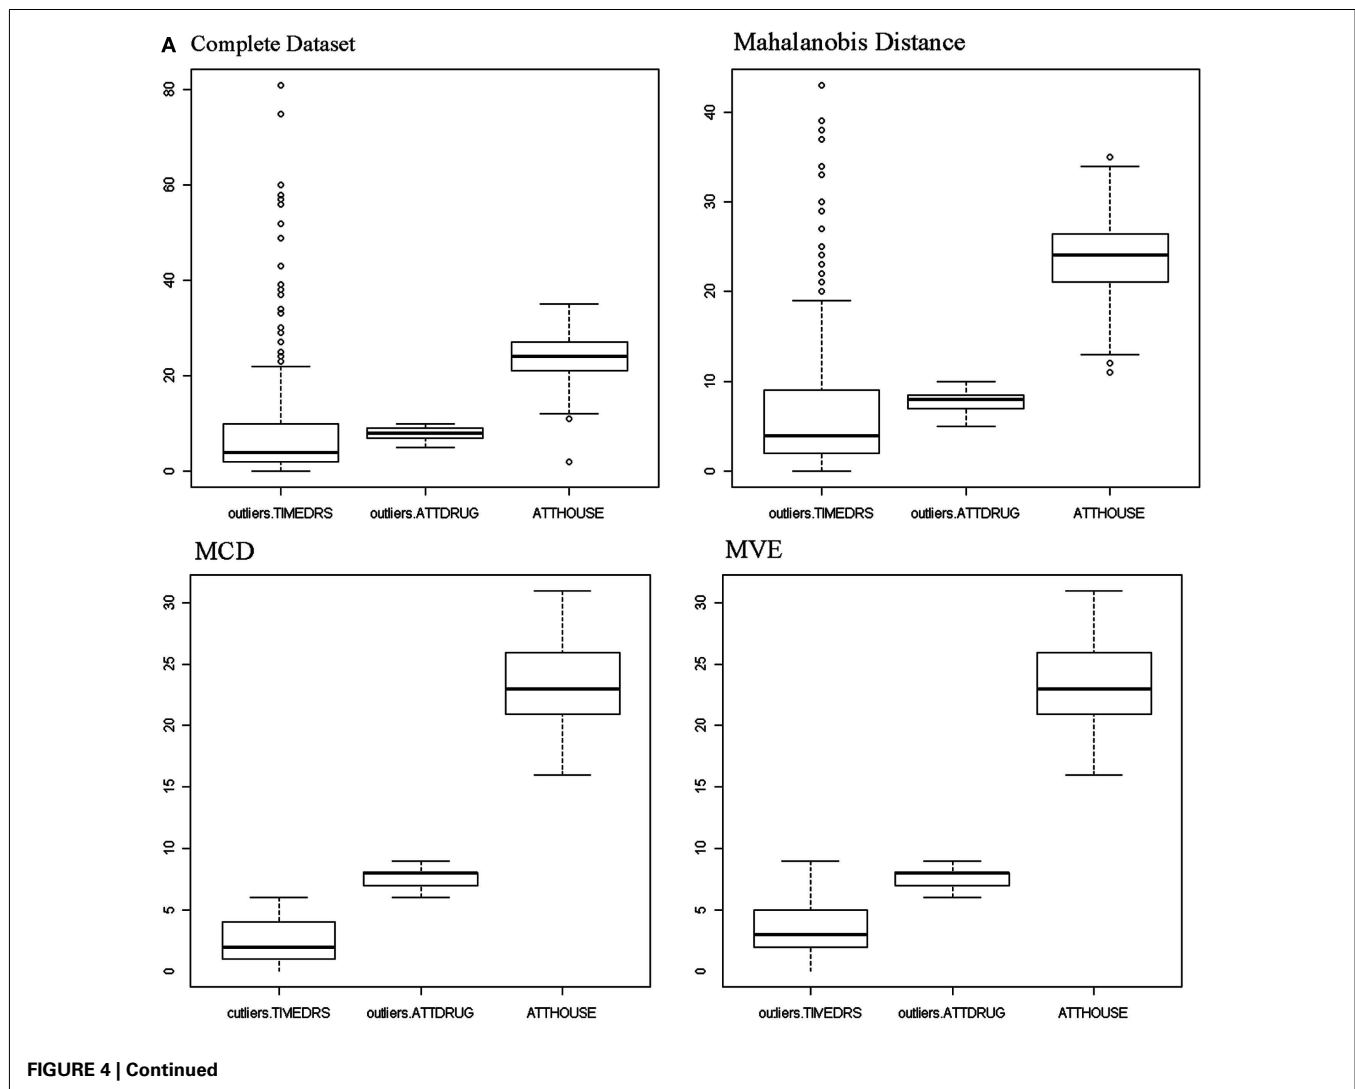 A Complete Dataset
80
60
40
20
0
outliers.TIMEDRS outliers.ATTDRUG ATTHOUSE
Mahalanobis Distance
40
30
20
10
0
outliers.TIMEDRS outliers.ATTDRUG ATTHOUSE
MCD
30
25
20
15
10
5
0
outliers.TIMEDRS outliers.ATTDRUG ATTHOUSE
MVE
30
25
20
15
10
5
0
outliers.TIMEDRS outliers.ATTDRUG ATTHOUSE
FIGURE 4 | Continued